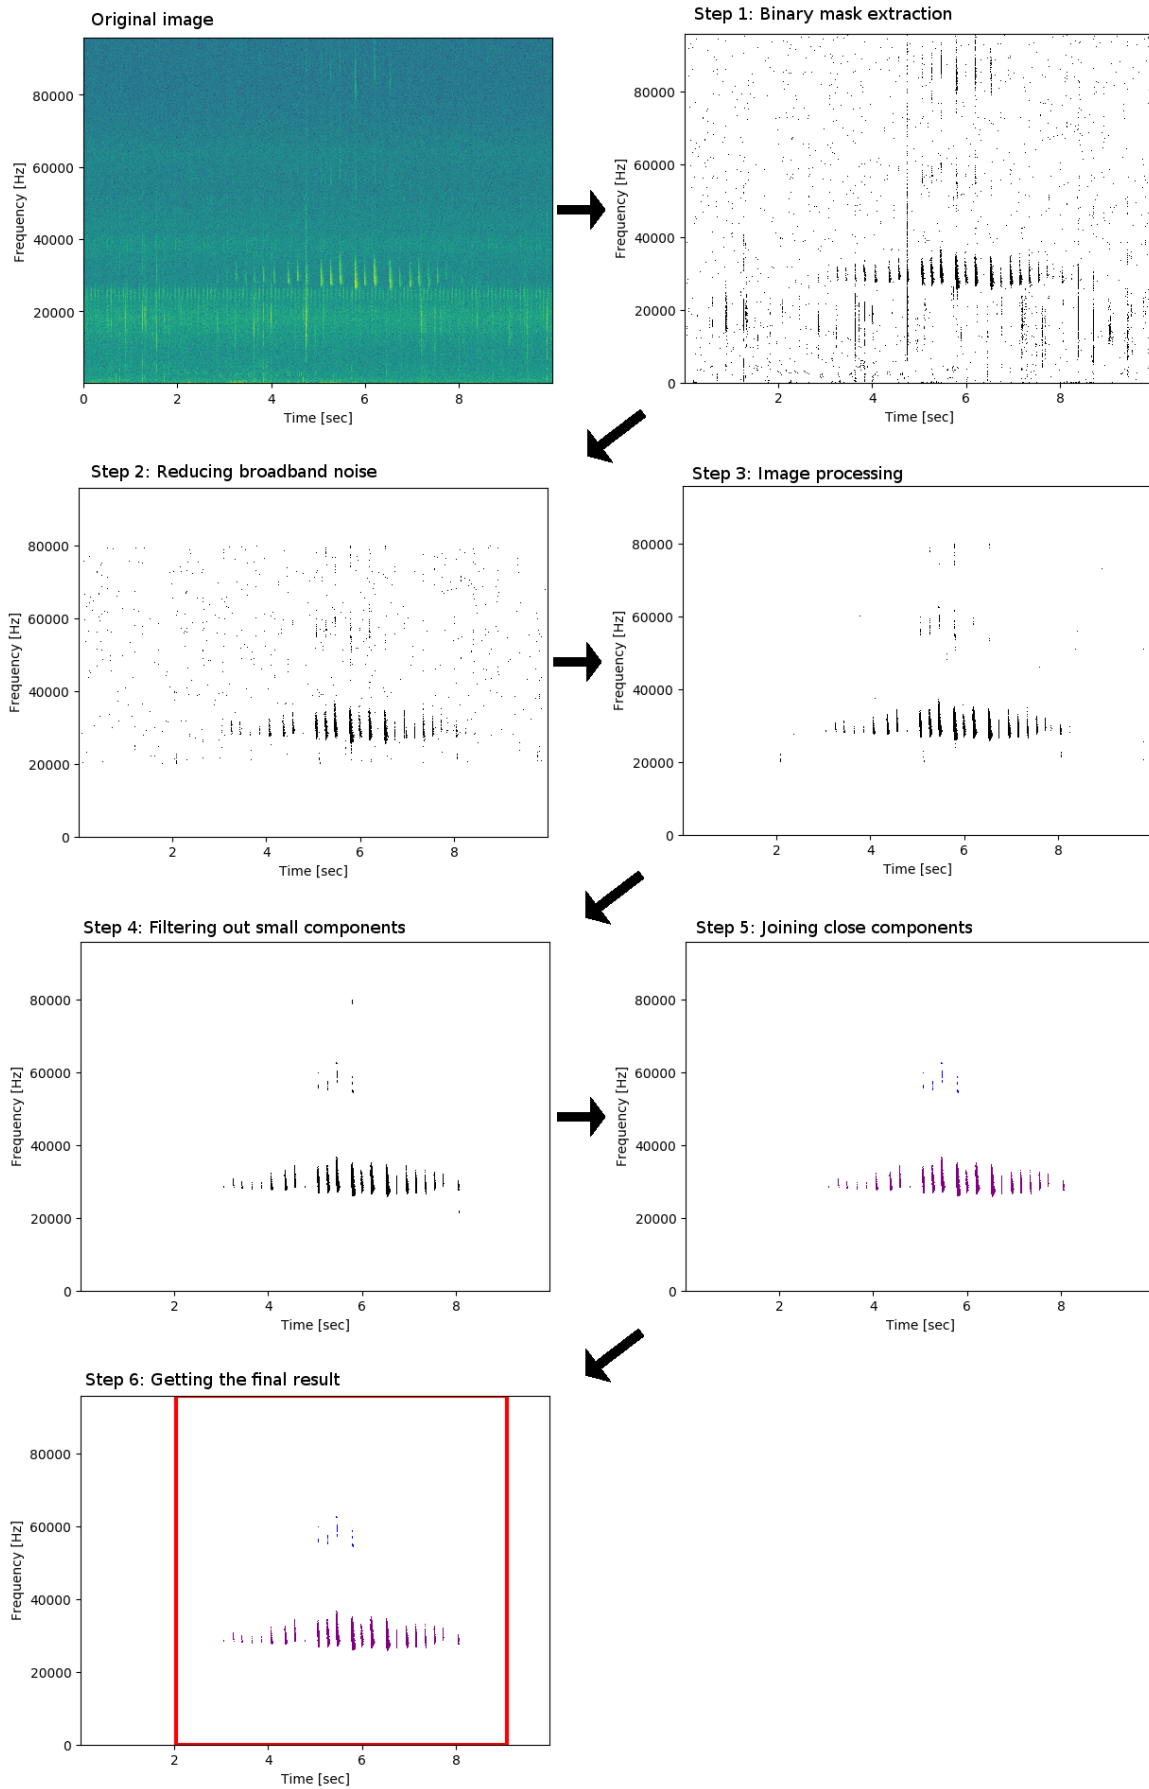 Original image
Frequency [Hz]
80000
60000
40000
20000
0 2 4 6 8
Time [sec]
Step 1: Binary mask extraction
Frequency [Hz]
80000
60000
40000
20000
0
2 4 6 8
Time [sec]
Step 2: Reducing broadband noise
Frequency [Hz]
80000
60000
40000
20000
0
2 4 6 8
Time [sec]
Step 3: Image processing
Frequency [Hz]
80000
60000
40000
20000
0
2 4 6 8
Time [sec]
Step 4: Filtering out small components
Frequency [Hz]
80000
60000
40000
20000
0
2 4 6 8
Time [sec]
Step 5: Joining close components
Frequency [Hz]
80000
60000
40000
20000
0
2 4 6 8
Time [sec]
Step 6: Getting the final result
Frequency [Hz]
80000
60000
40000
20000
0
2 4 6 8
Time [sec]